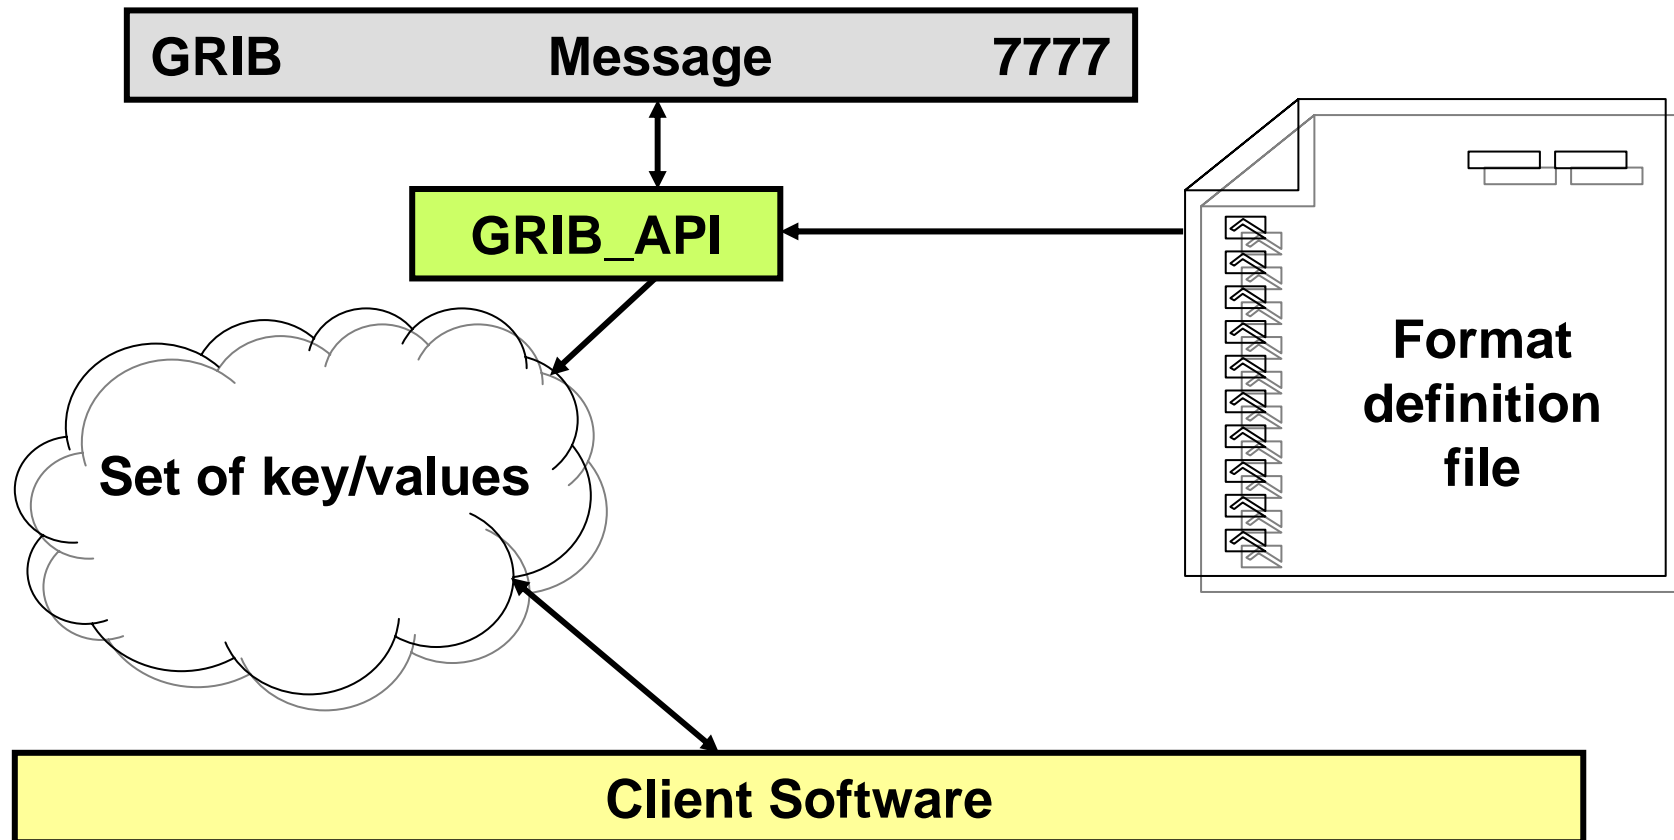 GRIB Message 7777
GRIB_API
Format
definition
file
Set of key/values
Client Software